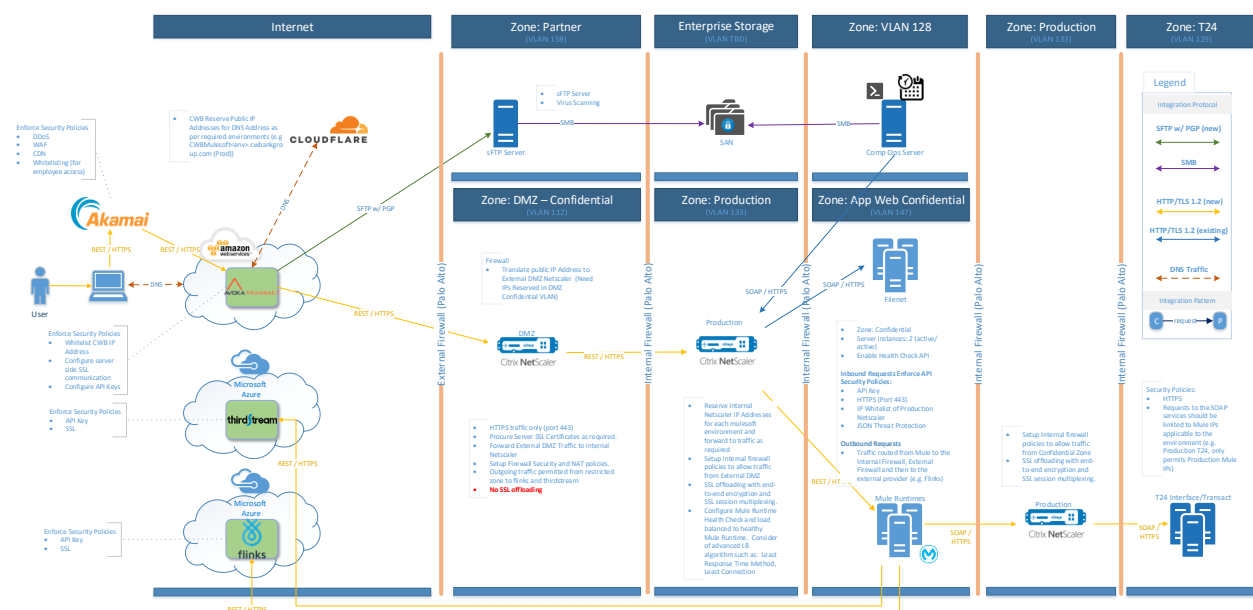 Internet
Zone: Partner
(VLAN 158)
Enterprise Storage
(VLAN TBD)
Zone: VLAN 128
Zone: Production
(VLAN 133)
Zone: T24
(VLAN 129)
Enforce Security Policies
• DDoS
• WAF
• CDN
• Whitelisting (for
employee access)
• CWB Reserve Public IP
Addresses for DNS Address as
per required environments (e.g
CWBMulesoft<env>.cwbankgro
up.com (Prod))
CLOUDFLARE
Akamai
REST / HTTPS
REST / HTTPS
DNS
SFTP w/ PGP
amazon
webservices™
AVOKA TRANSACT
DNS
User
• sFTP Server
• Virus Scanning
sFTP Server
SMB
SAN
SMB
Comp Ops Server
Legend
Integration Protocol
SFTP w/ PGP (new)
SMB
HTTP/TLS 1.2 (new)
HTTP/TLS 1.2 (existing)
DNS Traffic
Integration Pattern
C
request
P
External Firewall (Palo Alto)
Internal Firewall (Palo Alto)
Internal Firewall (Palo Alto)
Internal Firewall (Palo Alto)
Internal Firewall (Palo Alto)
Zone: DMZ – Confidential
(VLAN 112)
Zone: Production
(VLAN 133)
Zone: App Web Confidential
(VLAN 147)
Firewall
• Translate public IP Address to
External DMZ Netscaler (Need
IPs Reserved in DMZ
Confidential VLAN)
REST / HTTPS
DMZ
citrix
Citrix NetScaler
REST / HTTPS
Production
citrix
Citrix NetScaler
SOAP / HTTPS
SOAP / HTTPS
Filenet
Enforce Security Policies
• Whitelist CWB IP
Address
• Configure server
side SSL
communication
• Configure API Keys
Microsoft
Azure
thirdstream
Enforce Security Policies
• API Key
• SSL
REST / HTTPS
Microsoft
Azure
flinks
Enforce Security Policies
• API Key
• SSL
REST / HTTPS
• HTTPS traffic only (port 443)
• Procure Server SSL Certificates as required.
• Forward External DMZ Traffic to Internal
Netscaler
• Setup Firewall Security and NAT policies.
• Outgoing traffic permitted from restricted
zone to flinks and thirdstream
• No SSL offloading
• Reserve Internal
Netscaler IP Addresses
for each mulesoft
environment and
forward to traffic as
required
• Setup Internal firewall
policies to allow traffic
from External DMZ
• SSL offloading with end-
to-end encryption and
SSL session multiplexing.
• Configure Mule Runtime
Health Check and load
balanced to healthy
Mule Runtime. Consider
of advanced LB
algorithm such as: Least
Response Time Method,
Least Connection
• Zone: Confidential
• Server Instances: 2 (active/
active)
• Enable Health Check API
Inbound Requests Enforce API
Security Policies:
• API Key
• HTTPS (Port 443)
• IP Whitelist of Production
Netscaler
• JSON Threat Protection
Outbound Requests
• Traffic routed from Mule to the
Internal Firewall, External
Firewall and then to the
external provider (e.g. Flinks)
REST / HT...
Mule Runtimes
SOAP /
HTTPS
• Setup Internal firewall
policies to allow traffic
from Confidential Zone
• SSL offloading with end-
to-end encryption and
SSL session multiplexing.
Production
citrix
Citrix NetScaler
SOAP /
HTTPS
Security Policies:
• HTTPS
• Requests to the SOAP
services should be
limited to Mule IPs
applicable to the
environment (e.g.
Production T24, only
permits Production Mule
IPs)
T24 Interface/Transact